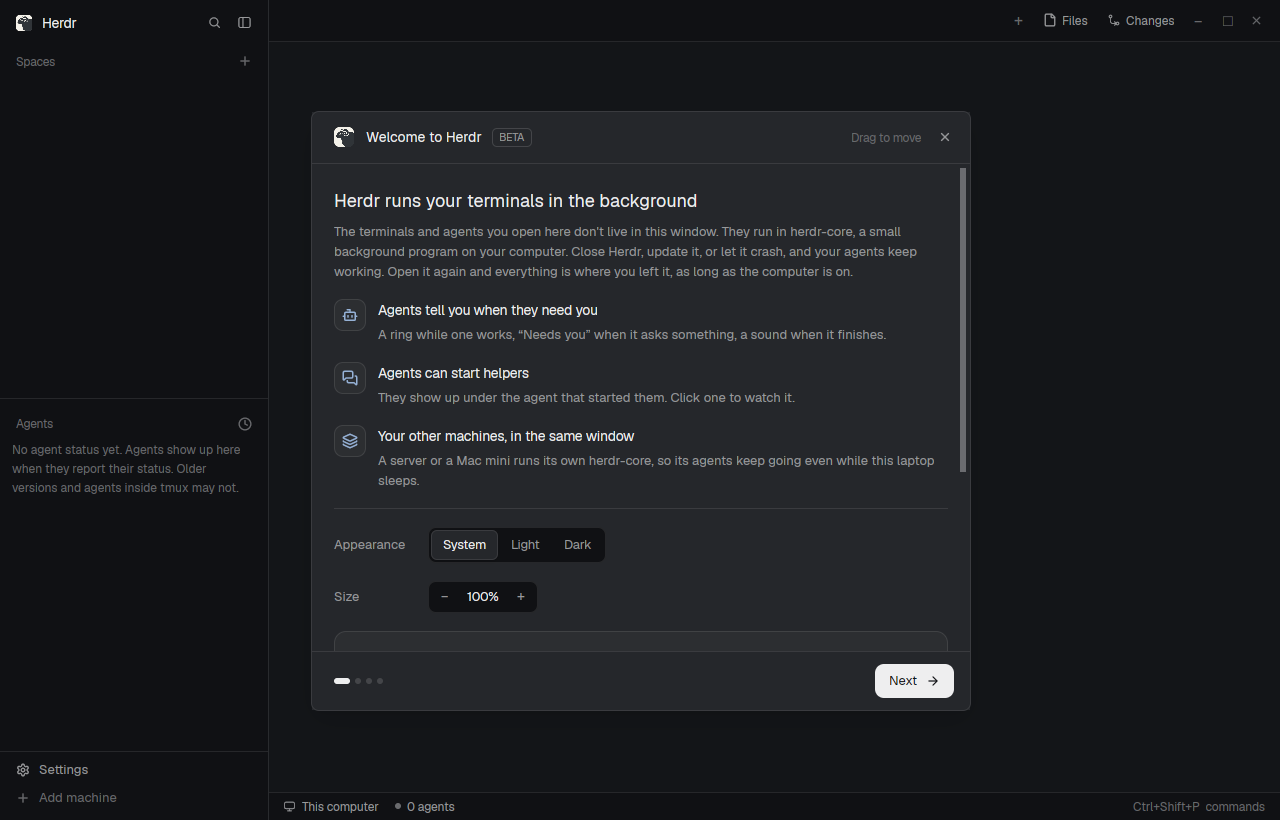 Herdr
Spaces
Files
Changes
Welcome to Herdr
BETA
Drag to move
Herdr runs your terminals in the background
The terminals and agents you open here don't live in this window. They run in herdr-core, a small
background program on your computer. Close Herdr, update it, or let it crash, and your agents keep
working. Open it again and everything is where you left it, as long as the computer is on.
Agents tell you when they need you
A ring while one works, “Needs you” when it asks something, a sound when it finishes.
Agents can start helpers
They show up under the agent that started them. Click one to watch it.
Your other machines, in the same window
A server or a Mac mini runs its own herdr-core, so its agents keep going even while this laptop
sleeps.
Appearance
System
Light
Dark
Size
− 100% +
Next
Agents
No agent status yet. Agents show up here
when they report their status. Older
versions and agents inside tmux may not.
Settings
Add machine
This computer
0 agents
Ctrl+Shift+P commands